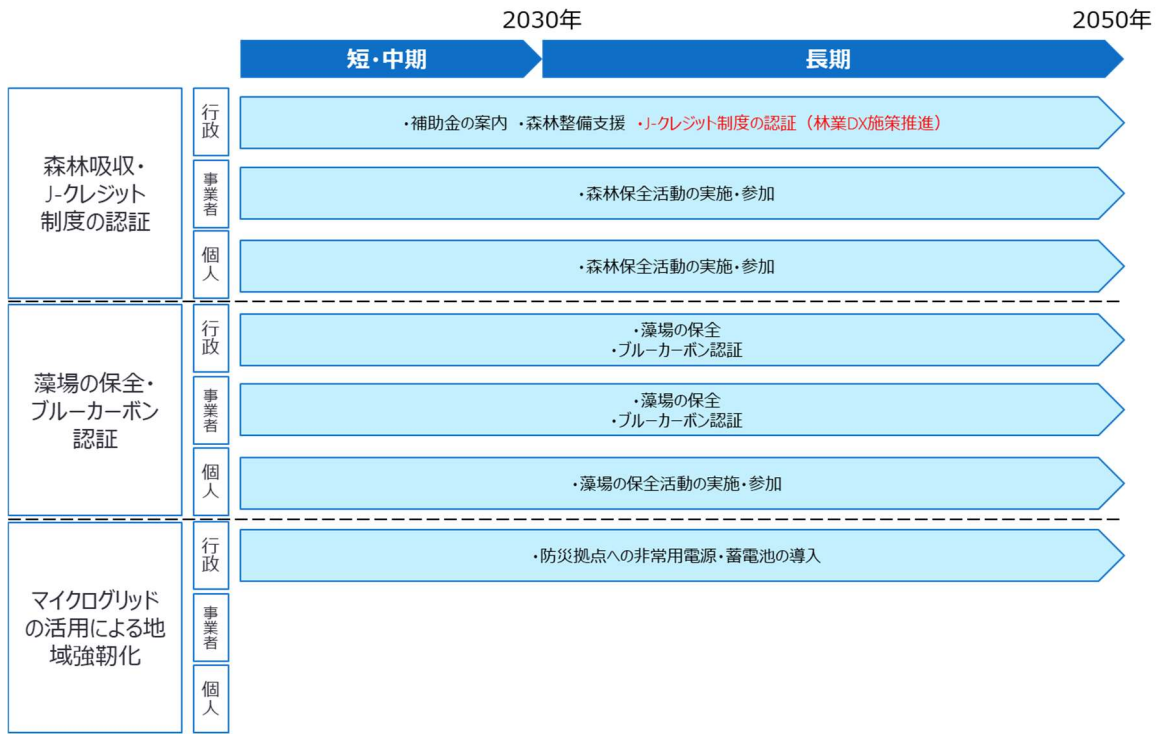 2030年
2050年
短・中期
長期
森林吸収・
J-クレジット
制度の認証
行政
・補助金の案内 ・森林整備支援 ・J-クレジット制度の認証（林業DX施策推進）
事業者
・森林保全活動の実施・参加
個人
・森林保全活動の実施・参加
藻場の保全・
ブルーカーボン
認証
行政
・藻場の保全
・ブルーカーボン認証
事業者
・藻場の保全
・ブルーカーボン認証
個人
・藻場の保全活動の実施・参加
マイクログリッド
の活用による地
域強靭化
行政
・防災拠点への非常用電源・蓄電池の導入
事業者
個人